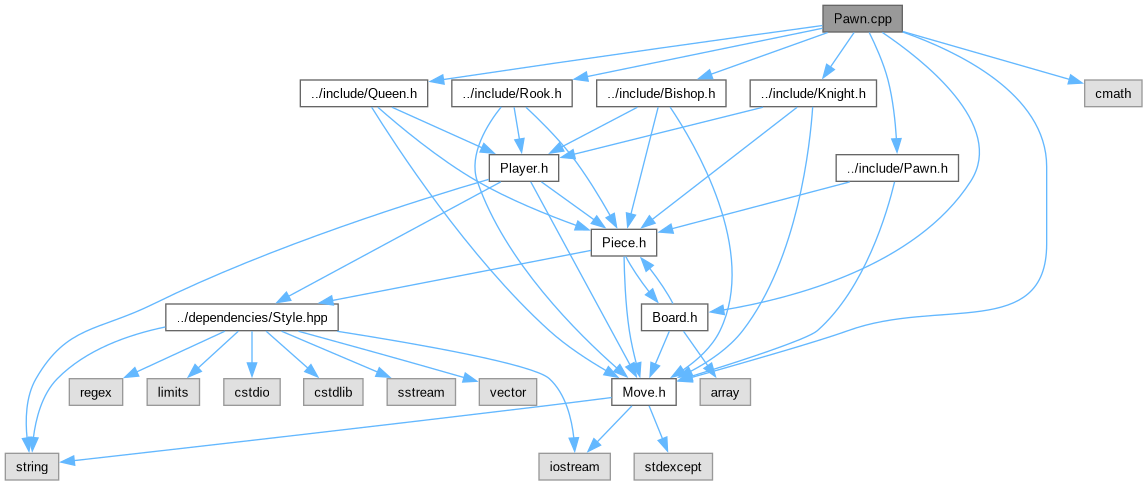 Pawn.cpp
../include/Queen.h
../include/Rook.h
../include/Bishop.h
../include/Knight.h
cmath
Player.h
../include/Pawn.h
Piece.h
../dependencies/Style.hpp
Board.h
regex
limits
cstdio
cstdlib
sstream
vector
Move.h
array
string
iostream
stdexcept